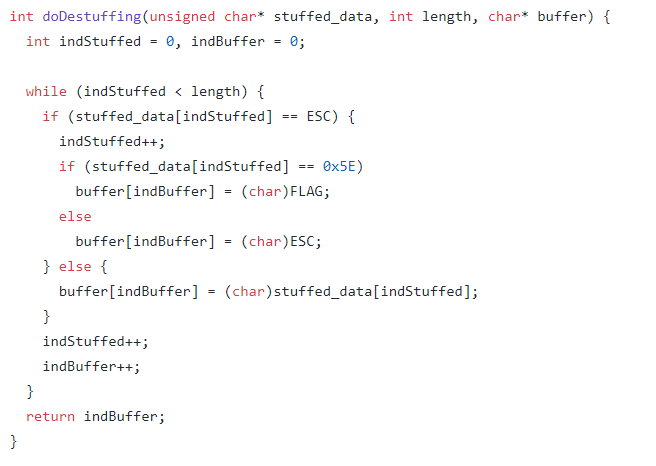 int doDestuffing(unsigned char* stuffed_data, int length, char* buffer) {
  int indStuffed = 0, indBuffer = 0;

  while (indStuffed < length) {
    if (stuffed_data[indStuffed] == ESC) {
      indStuffed++;
      if (stuffed_data[indStuffed] == 0x5E)
        buffer[indBuffer] = (char)FLAG;
      else
        buffer[indBuffer] = (char)ESC;
    } else {
      buffer[indBuffer] = (char)stuffed_data[indStuffed];
    }
    indStuffed++;
    indBuffer++;
  }
  return indBuffer;
}